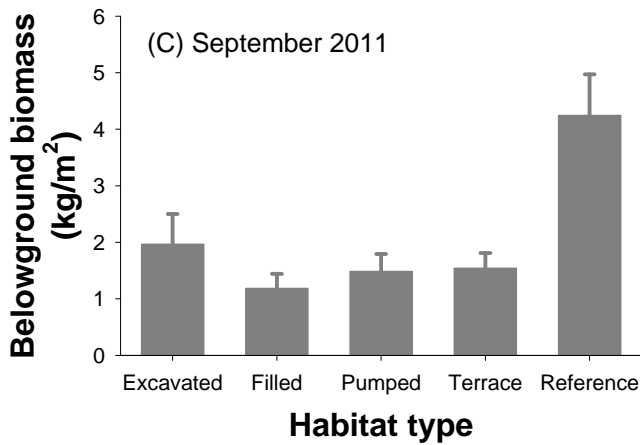 (C) September 2011
Belowground biomass
(kg/m²)
6
5
4
3
2
1
0
Excavated Filled Pumped Terrace Reference
Habitat type